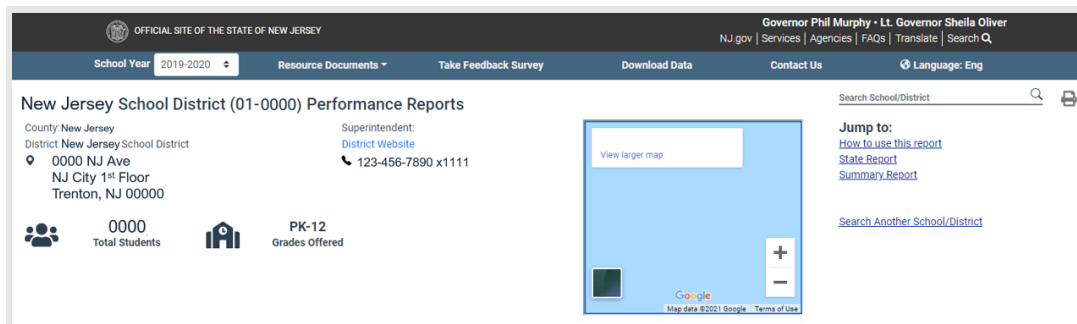 OFFICIAL SITE OF THE STATE OF NEW JERSEY
Governor Phil Murphy • Lt. Governor Sheila Oliver
NJ.gov | Services | Agencies | FAQs | Translate | Search
School Year 2019-2020 Resource Documents Take Feedback Survey Download Data Contact Us Language: Eng
New Jersey School District (01-0000) Performance Reports
County: New Jersey
District: New Jersey School District
0000 NJ Ave
NJ City 1st Floor
Trenton, NJ 00000
Superintendent:
District Website
123-456-7890 x1111
0000
Total Students
PK-12
Grades Offered
View larger map
Google
Map data ©2021 Google Terms of Use
Search School/District
Jump to:
How to use this report
State Report
Summary Report
Search Another School/District